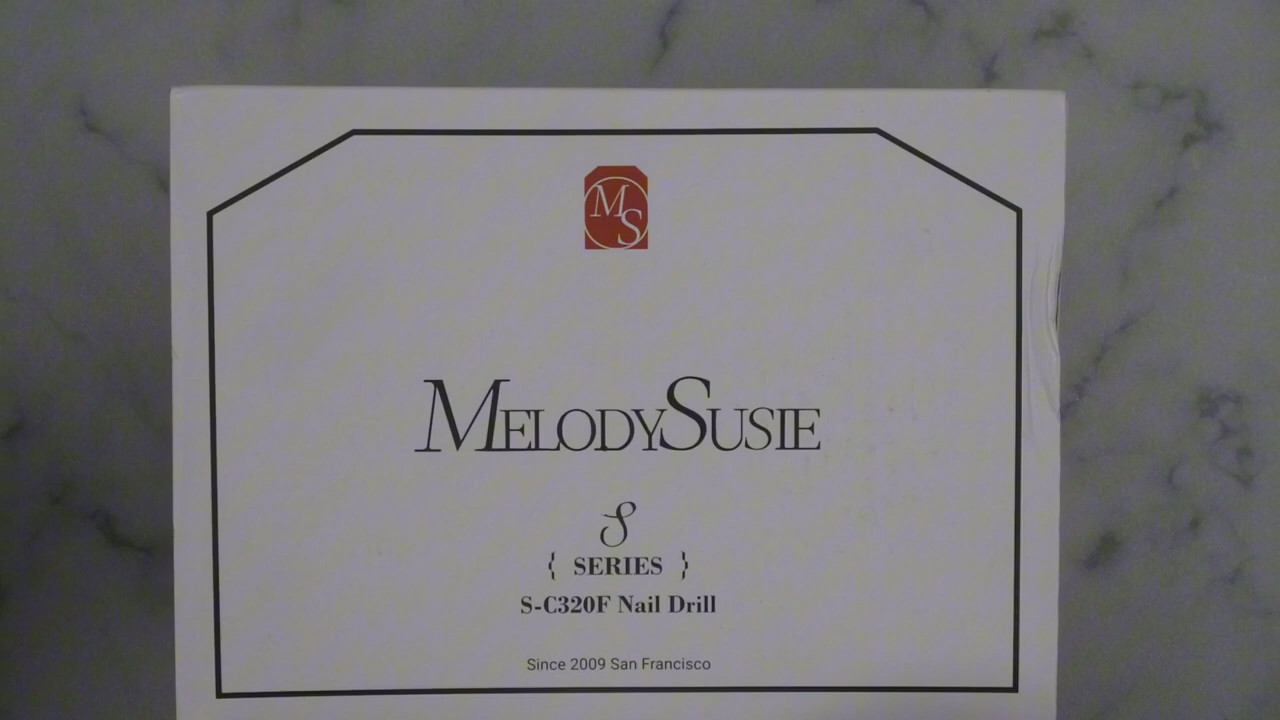 MS
MELODYSUSIE
S
{ SERIES }
S-C320F Nail Drill
Since 2009 San Francisco